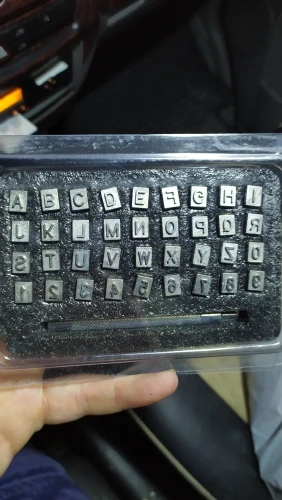 A B C D E F G H I
J K L M N O P Q R
S T U V W X Y Z 0
1 2 3 4 5 6 7 8 9